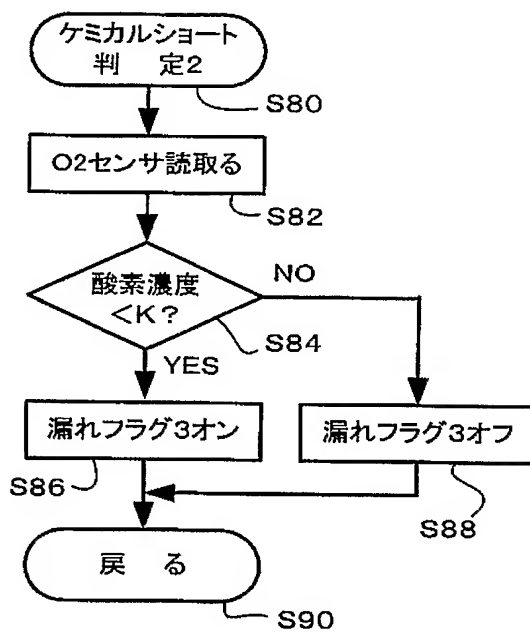 ケミカルショート
判　定2
S80
O2センサ読取る
S82
酸素濃度
＜K？
NO
S84
YES
漏れフラグ3オン
漏れフラグ3オフ
S86
S88
戻　る
S90